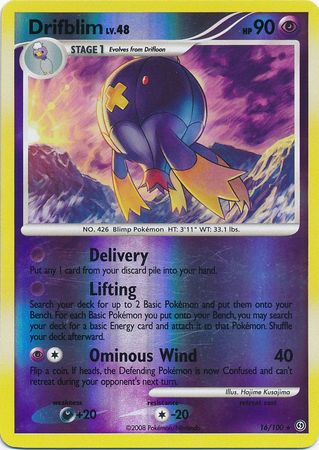 Drifblim LV.48
HP 90
STAGE 1 Evolves from Drifloon
NO. 426 Blimp Pokémon HT: 3'11" WT: 33.1 lbs.
Delivery
Put any 1 card from your discard pile into your hand.
Lifting
Search your deck for up to 2 Basic Pokémon and put them onto your
Bench. For each Basic Pokémon you put onto your Bench, you may search
your deck for a basic Energy card and attach it to that Pokémon. Shuffle
your deck afterward.
Ominous Wind 40
Flip a coin. If heads, the Defending Pokémon is now Confused and can't
retreat during your opponent's next turn.
Illus. Hajime Kusajima
weakness resistance retreat cost
+20 -20
©2008 Pokémon/Nintendo 16/100 ★